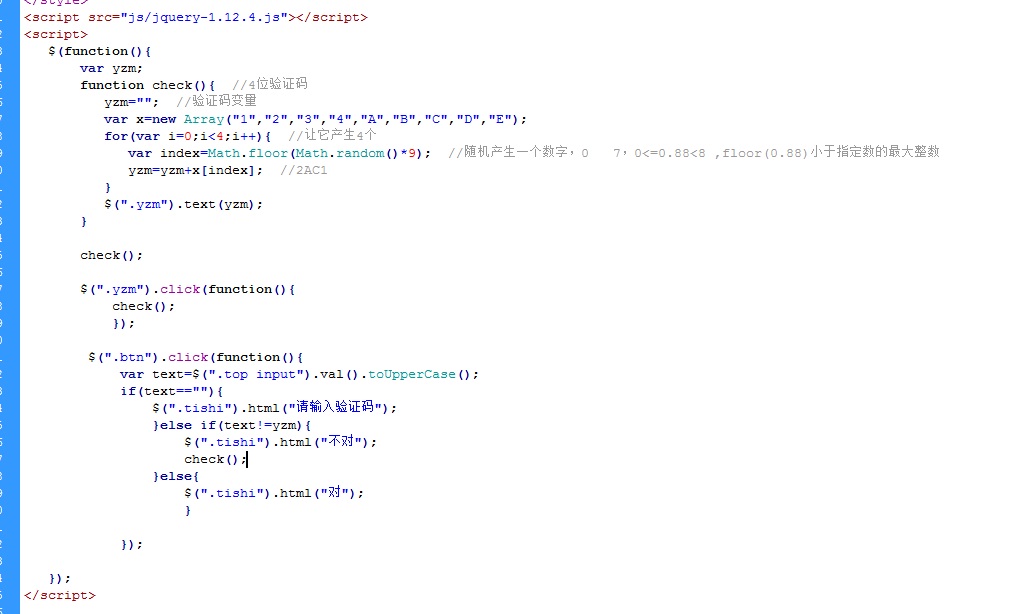 </style>
<script src="js/jquery-1.12.4.js"></script>
<script>
$(function(){
var yzm;
function check(){ //4位验证码
yzm=""; //验证码变量
var x=new Array("1","2","3","4","A","B","C","D","E");
for(var i=0;i<4;i++){ //让它产生4个
var index=Math.floor(Math.random()*9); //随机产生一个数字，0 7，0<=0.88<8 ,floor(0.88)小于指定数的最大整数
yzm=yzm+x[index]; //2AC1
}
$(".yzm").text(yzm);
}
check();
$(".yzm").click(function(){
check();
});
$(".btn").click(function(){
var text=$(".top input").val().toUpperCase();
if(text==""){
$(".tishi").html("请输入验证码");
}else if(text!=yzm){
$(".tishi").html("不对");
check();
}else{
$(".tishi").html("对");
}
});
});
</script>